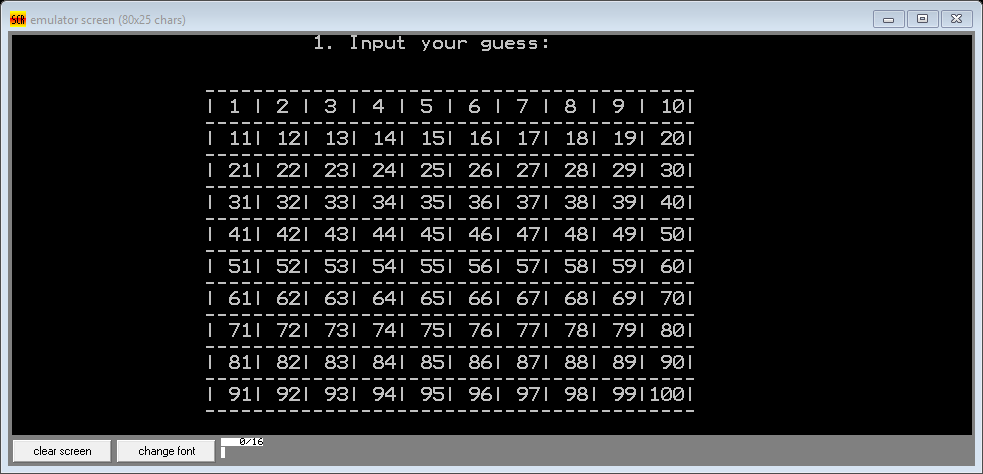 SCR emulator screen (80x25 chars)
1. Input your guess:
-----------------------------------------
| 1 | 2 | 3 | 4 | 5 | 6 | 7 | 8 | 9 | 10|
-----------------------------------------
| 11| 12| 13| 14| 15| 16| 17| 18| 19| 20|
-----------------------------------------
| 21| 22| 23| 24| 25| 26| 27| 28| 29| 30|
-----------------------------------------
| 31| 32| 33| 34| 35| 36| 37| 38| 39| 40|
-----------------------------------------
| 41| 42| 43| 44| 45| 46| 47| 48| 49| 50|
-----------------------------------------
| 51| 52| 53| 54| 55| 56| 57| 58| 59| 60|
-----------------------------------------
| 61| 62| 63| 64| 65| 66| 67| 68| 69| 70|
-----------------------------------------
| 71| 72| 73| 74| 75| 76| 77| 78| 79| 80|
-----------------------------------------
| 81| 82| 83| 84| 85| 86| 87| 88| 89| 90|
-----------------------------------------
| 91| 92| 93| 94| 95| 96| 97| 98| 99|100|
-----------------------------------------
clear screen change font 0/16